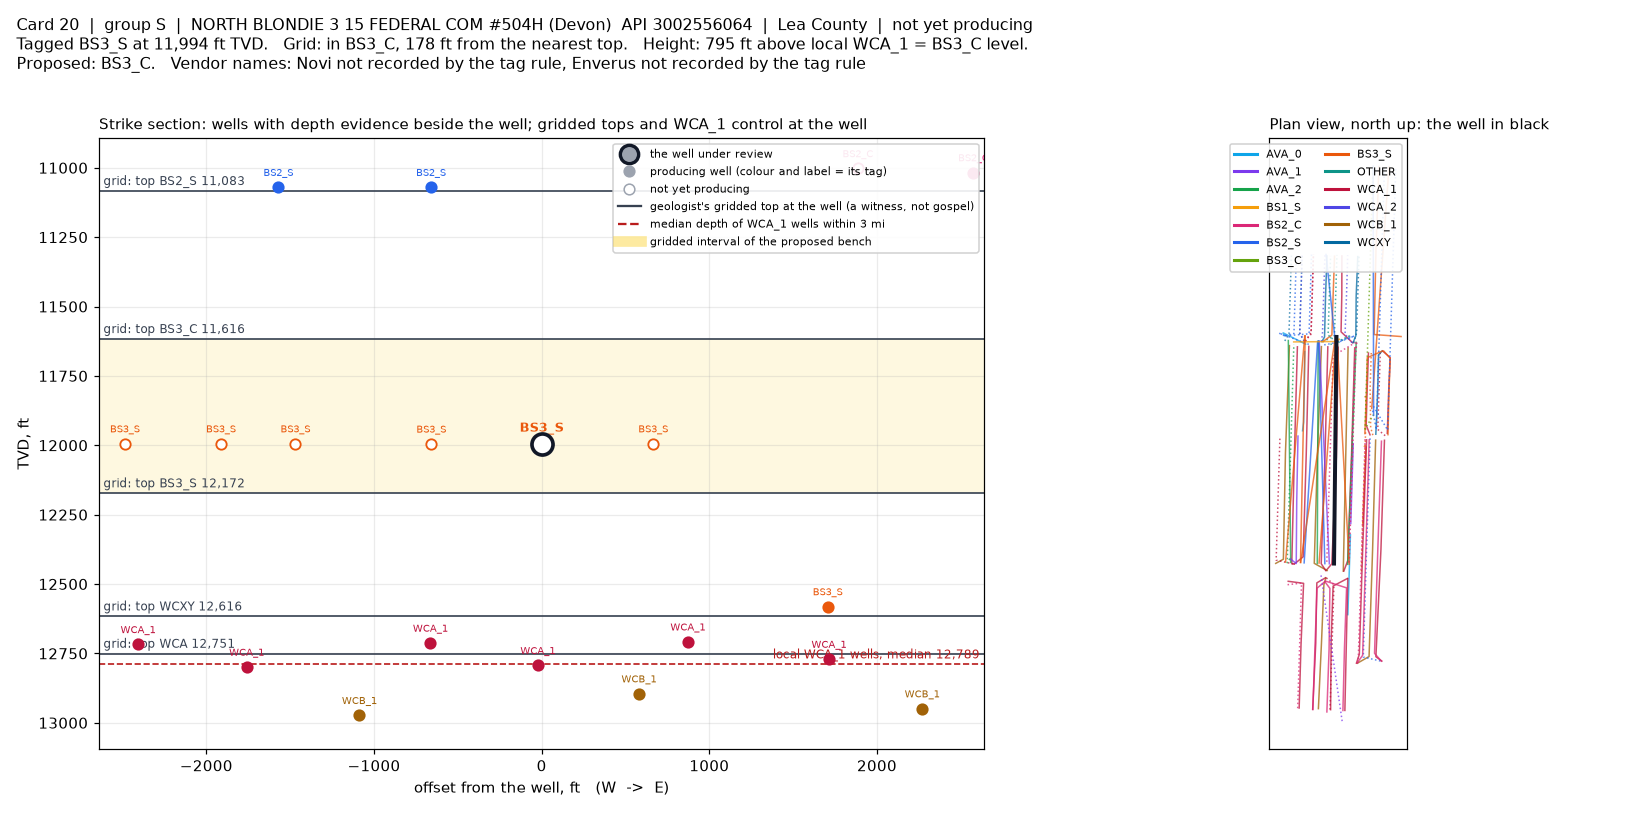 Card 20 | group S | NORTH BLONDIE 3 15 FEDERAL COM #504H (Devon) API 3002556064 | Lea County | not yet producing
Tagged BS3_S at 11,994 ft TVD. Grid: in BS3_C, 178 ft from the nearest top. Height: 795 ft above local WCA_1 = BS3_C level.
Proposed: BS3_C. Vendor names: Novi not recorded by the tag rule, Enverus not recorded by the tag rule
Strike section: wells with depth evidence beside the well; gridded tops and WCA_1 control at the well
the well under review
producing well (colour and label = its tag)
not yet producing
geologist's gridded top at the well (a witness, not gospel)
median depth of WCA_1 wells within 3 mi
gridded interval of the proposed bench
BS2_C
BS2_C
BS2_S
BS2_S
grid: top BS2_S 11,083
grid: top BS3_C 11,616
BS3_S
BS3_S
BS3_S
BS3_S
BS3_S
BS3_S
grid: top BS3_S 12,172
BS3_S
grid: top WCXY 12,616
WCA_1
WCA_1
WCA_1
grid: top WCA 12,751
WCA_1
WCA_1
WCA_1
local WCA_1 wells, median 12,789
WCB_1
WCB_1
WCB_1
11000
11250
11500
11750
12000
12250
12500
12750
13000
TVD, ft
−2000
−1000
0
1000
2000
offset from the well, ft (W -> E)
Plan view, north up: the well in black
AVA_0
AVA_1
AVA_2
BS1_S
BS2_C
BS2_S
BS3_C
BS3_S
OTHER
WCA_1
WCA_2
WCB_1
WCXY